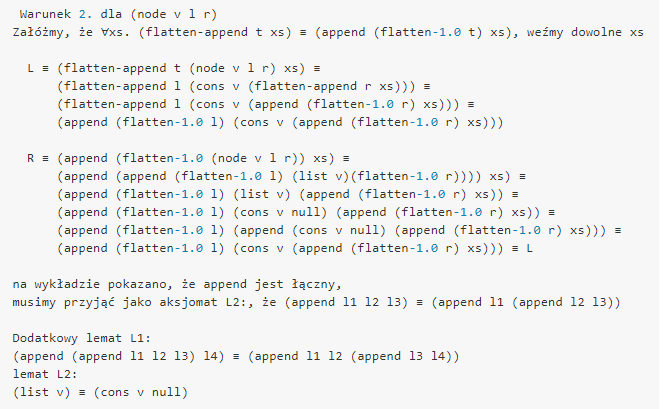 Warunek 2. dla (node v l r)
Załóżmy, że ∀xs. (flatten-append t xs) ≡ (append (flatten-1.0 t) xs), weźmy dowolne xs
L ≡ (flatten-append t (node v l r) xs) ≡
(flatten-append l (cons v (flatten-append r xs))) ≡
(flatten-append l (cons v (append (flatten-1.0 r) xs))) ≡
(append (flatten-1.0 l) (cons v (append (flatten-1.0 r) xs)))
R ≡ (append (flatten-1.0 (node v l r)) xs) ≡
(append (append (flatten-1.0 l) (list v)(flatten-1.0 r)))) xs) ≡
(append (flatten-1.0 l) (list v) (append (flatten-1.0 r) xs)) ≡
(append (flatten-1.0 l) (cons v null) (append (flatten-1.0 r) xs)) ≡
(append (flatten-1.0 l) (append (cons v null) (append (flatten-1.0 r) xs))) ≡
(append (flatten-1.0 l) (cons v (append (flatten-1.0 r) xs))) ≡ L
na wykładzie pokazano, że append jest łączny,
musimy przyjąć jako aksjomat L2:, że (append l1 l2 l3) ≡ (append l1 (append l2 l3))
Dodatkowy lemat L1:
(append (append l1 l2 l3) l4) ≡ (append l1 l2 (append l3 l4))
lemat L2:
(list v) ≡ (cons v null)